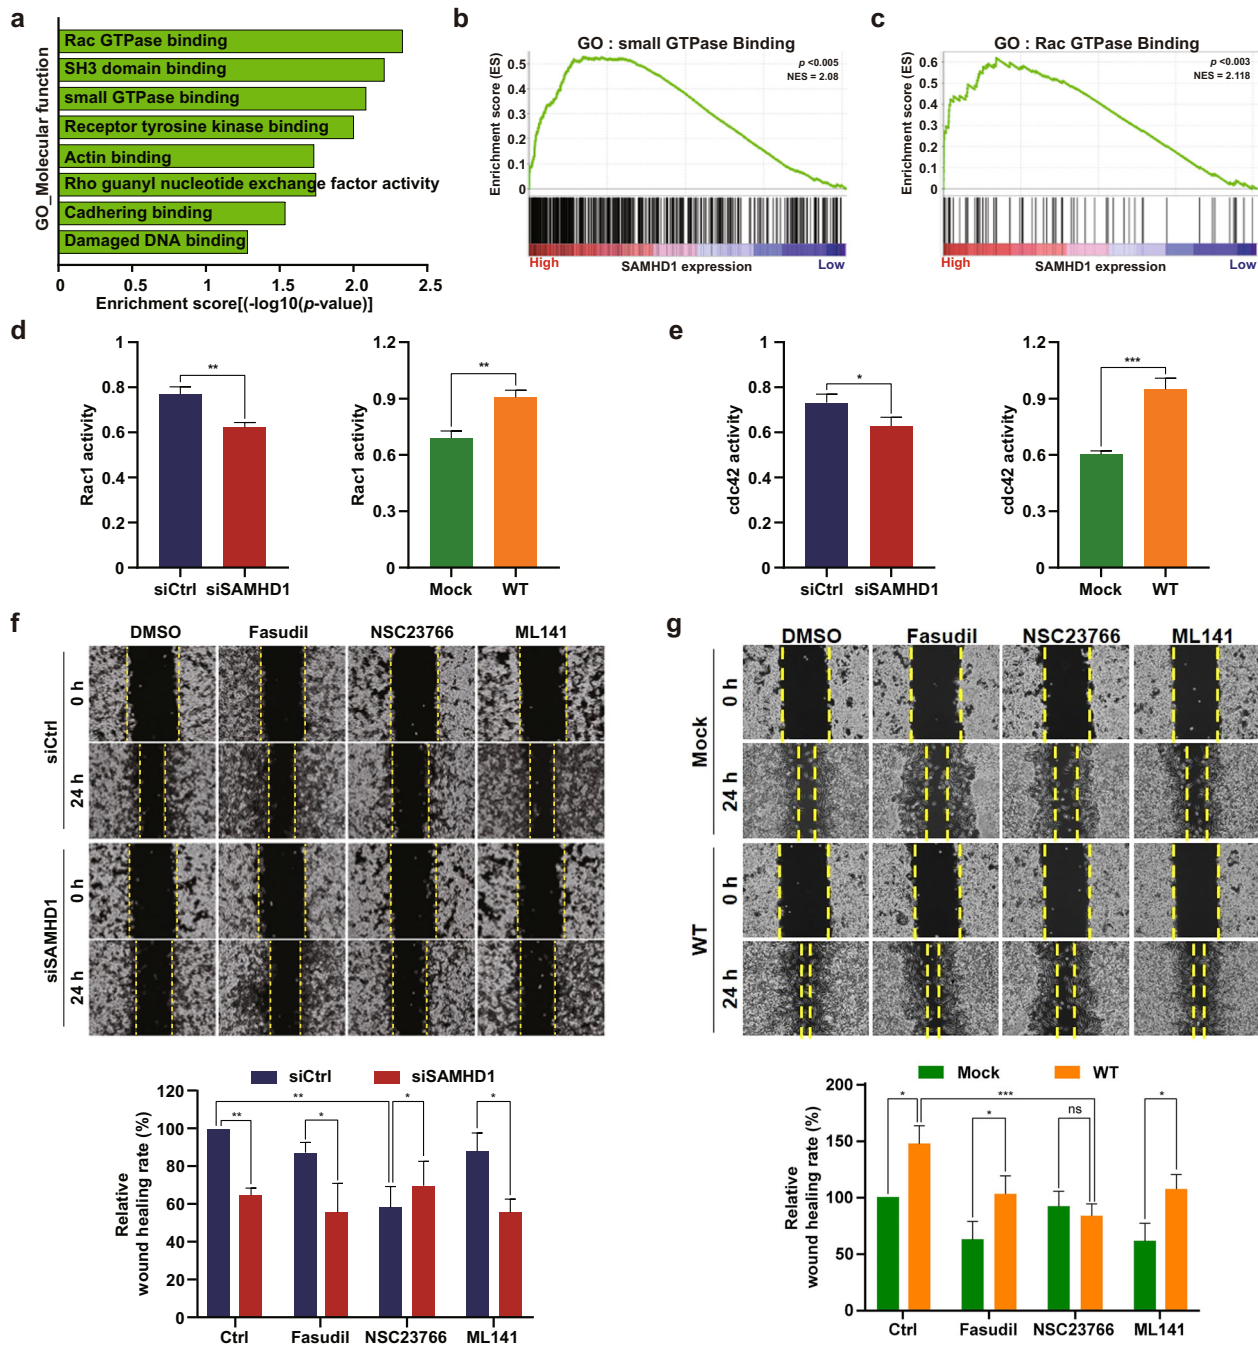 a
GO_Molecular function
Rac GTPase binding
SH3 domain binding
small GTPase binding
Receptor tyrosine kinase binding
Actin binding
Rho guanyl nucleotide exchange factor activity
Cadhering binding
Damaged DNA binding
0 0.5 1 1.5 2.0 2.5
Enrichment score[(-log10(p-value)]
b
GO : small GTPase Binding
p <0.005
NES = 2.08
Enrichment score (ES)
0.5
0.4
0.3
0.2
0.1
0
High
SAMHD1 expression
Low
c
GO : Rac GTPase Binding
p <0.003
NES = 2.118
Enrichment score (ES)
0.6
0.5
0.4
0.3
0.2
0.1
0
High
SAMHD1 expression
Low
d
Rac1 activity
1
0.8
0.6
0.4
0.2
0
**
siCtrl siSAMHD1
Rac1 activity
1.2
0.9
0.6
0.3
0
**
Mock WT
e
cdc42 activity
1
0.8
0.6
0.4
0.2
0
*
siCtrl siSAMHD1
cdc42 activity
1.2
0.9
0.6
0.3
0
***
Mock WT
f
DMSO Fasudil NSC23766 ML141
siCtrl
0 h
24 h
siSAMHD1
0 h
24 h
siCtrl siSAMHD1
Relative
wound healing rate (%)
120
100
80
60
40
20
0
** ** * * *
Ctrl Fasudil NSC23766 ML141
g
DMSO Fasudil NSC23766 ML141
Mock
0 h
24 h
WT
0 h
24 h
Mock WT
Relative
wound healing rate (%)
200
150
100
50
0
* *** * ns *
Ctrl Fasudil NSC23766 ML141